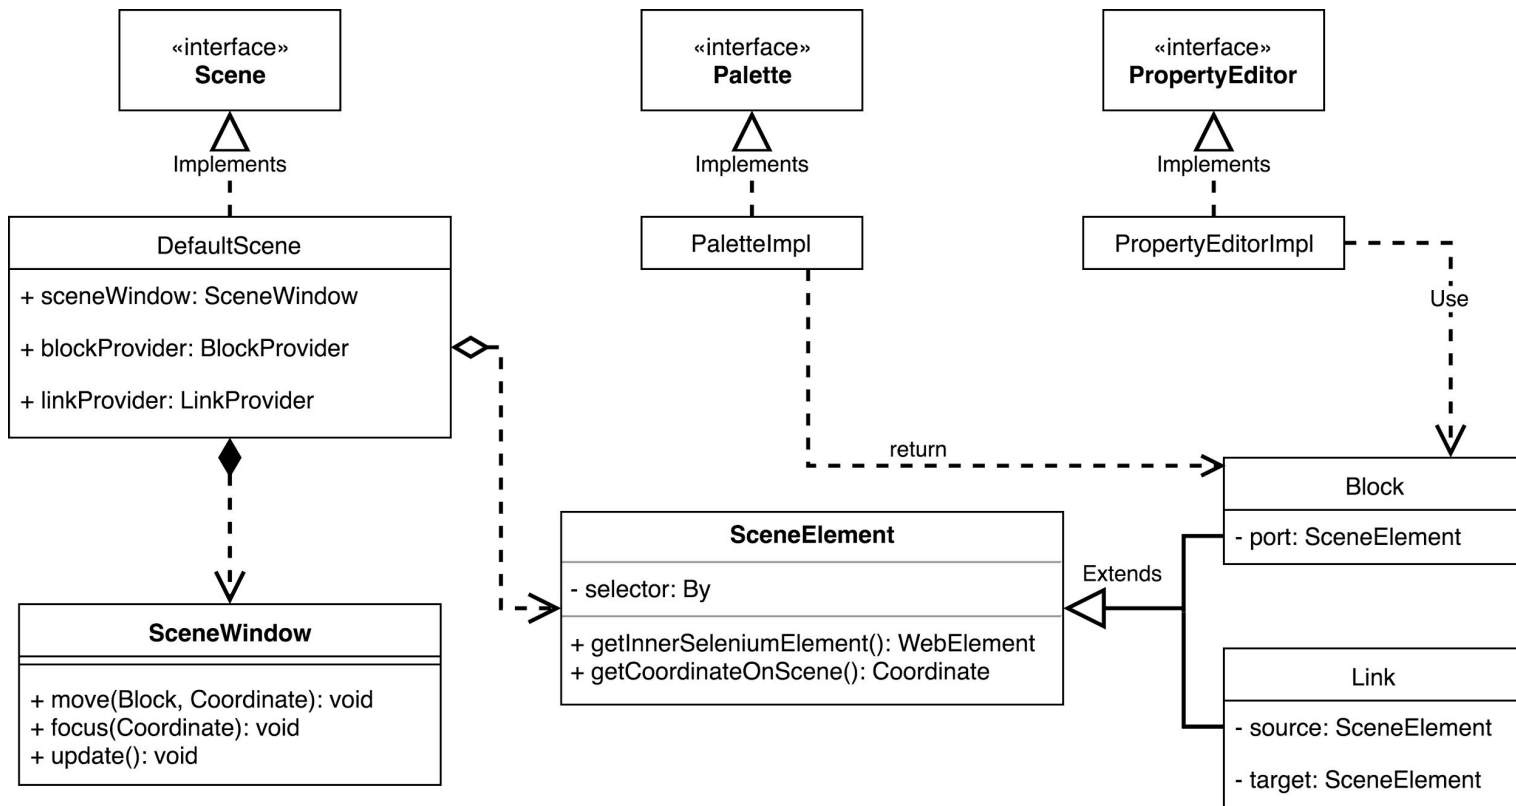 «interface»
Scene
«interface»
Palette
«interface»
PropertyEditor
Implements
Implements
Implements
DefaultScene
+ sceneWindow: SceneWindow
+ blockProvider: BlockProvider
+ linkProvider: LinkProvider
PaletteImpl
PropertyEditorImpl
Use
return
Block
- port: SceneElement
SceneElement
- selector: By
+ getInnerSeleniumElement(): WebElement
+ getCoordinateOnScene(): Coordinate
Extends
SceneWindow
+ move(Block, Coordinate): void
+ focus(Coordinate): void
+ update(): void
Link
- source: SceneElement
- target: SceneElement